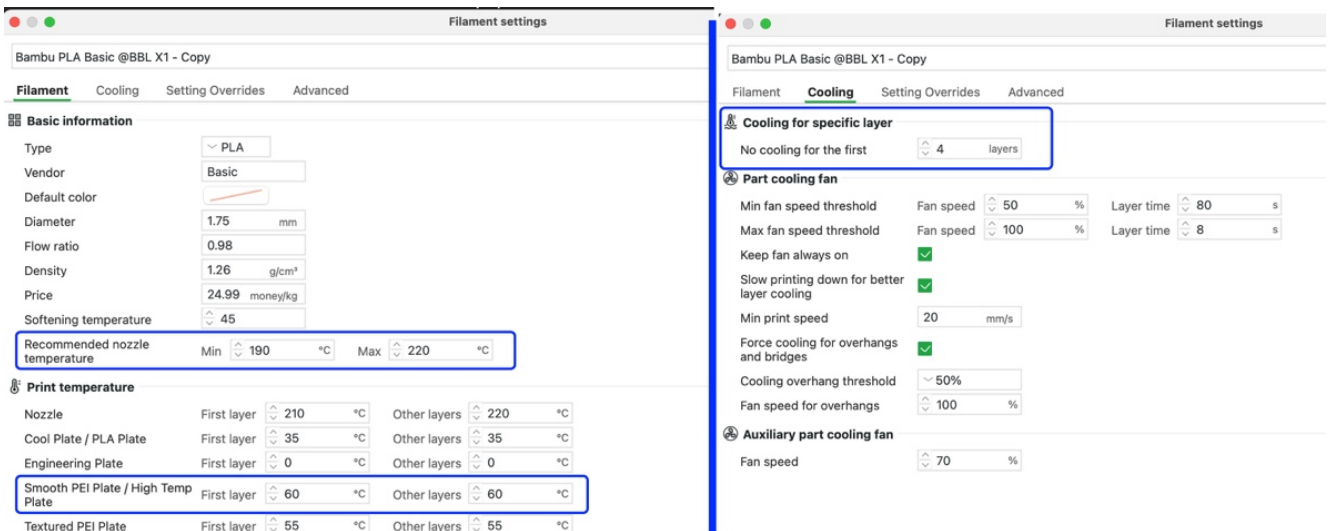 Filament settings
Bambu PLA Basic @BBL X1 - Copy
Filament Cooling Setting Overrides Advanced
Basic information
Type PLA
Vendor Basic
Default color
Diameter 1.75 mm
Flow ratio 0.98
Density 1.26 g/cm³
Price 24.99 money/kg
Softening temperature 45
Recommended nozzle
temperature Min 190 °C Max 220 °C
Print temperature
Nozzle First layer 210 °C Other layers 220 °C
Cool Plate / PLA Plate First layer 35 °C Other layers 35 °C
Engineering Plate First layer 0 °C Other layers 0 °C
Smooth PEI Plate / High Temp
Plate First layer 60 °C Other layers 60 °C
Textured PEI Plate First layer 55 °C Other layers 55 °C
Filament settings
Bambu PLA Basic @BBL X1 - Copy
Filament Cooling Setting Overrides Advanced
Cooling for specific layer
No cooling for the first 4 layers
Part cooling fan
Min fan speed threshold Fan speed 50 % Layer time 80 s
Max fan speed threshold Fan speed 100 % Layer time 8 s
Keep fan always on
Slow printing down for better
layer cooling
Min print speed 20 mm/s
Force cooling for overhangs
and bridges
Cooling overhang threshold 50%
Fan speed for overhangs 100 %
Auxiliary part cooling fan
Fan speed 70 %